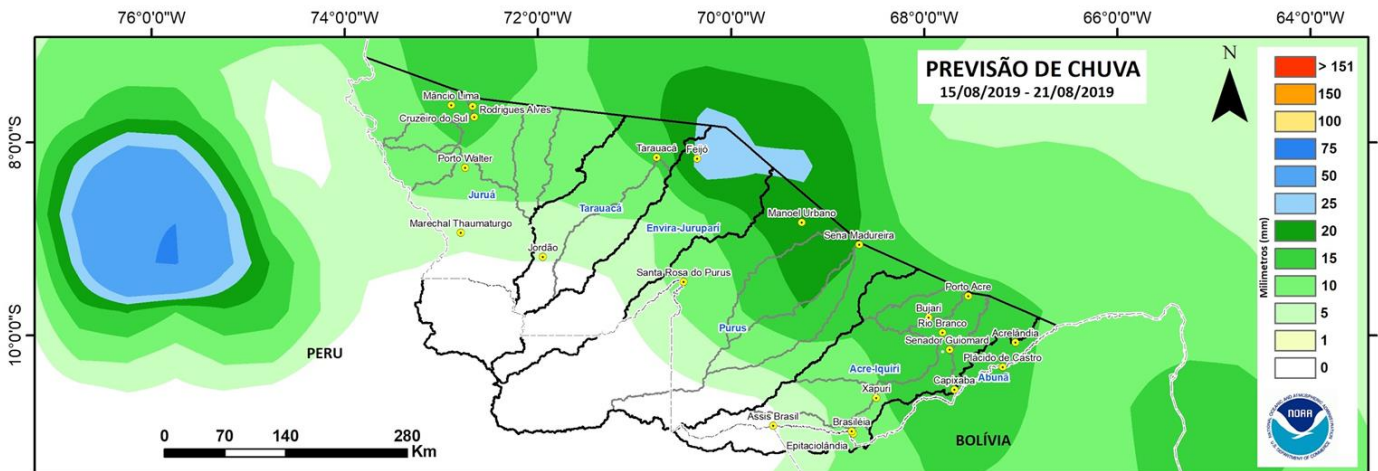 76°0'0"W 74°0'0"W 72°0'0"W 70°0'0"W 68°0'0"W 66°0'0"W 64°0'0"W
8°0'0"S
10°0'0"S
PREVISÃO DE CHUVA
15/08/2019 - 21/08/2019
N
Milímetros (mm)
> 151
150
100
75
50
25
20
15
10
5
1
0
Mâncio Lima
Rodrigues Alves
Cruzeiro do Sul
Porto Walter
Juruá
Marechal Thaumaturgo
Tarauacá
Feijó
Tarauacá
Jordão
Envira-Jurupari
Manoel Urbano
Sena Madureira
Santa Rosa do Purus
Purus
Porto Acre
Bujari
Rio Branco
Senador Guiomard
Acrelândia
Plácido de Castro
Acre-Iquiri
Abunã
Capixaba
Xapuri
Assis Brasil
Brasiléia
Epitaciolândia
PERU
BOLÍVIA
0 70 140 280
Km
NOAA